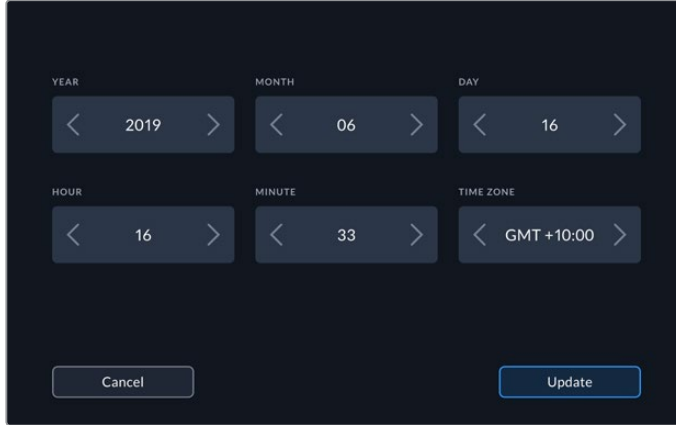 YEAR MONTH DAY
2019 06 16
HOUR MINUTE TIME ZONE
16 33 GMT +10:00
Cancel Update